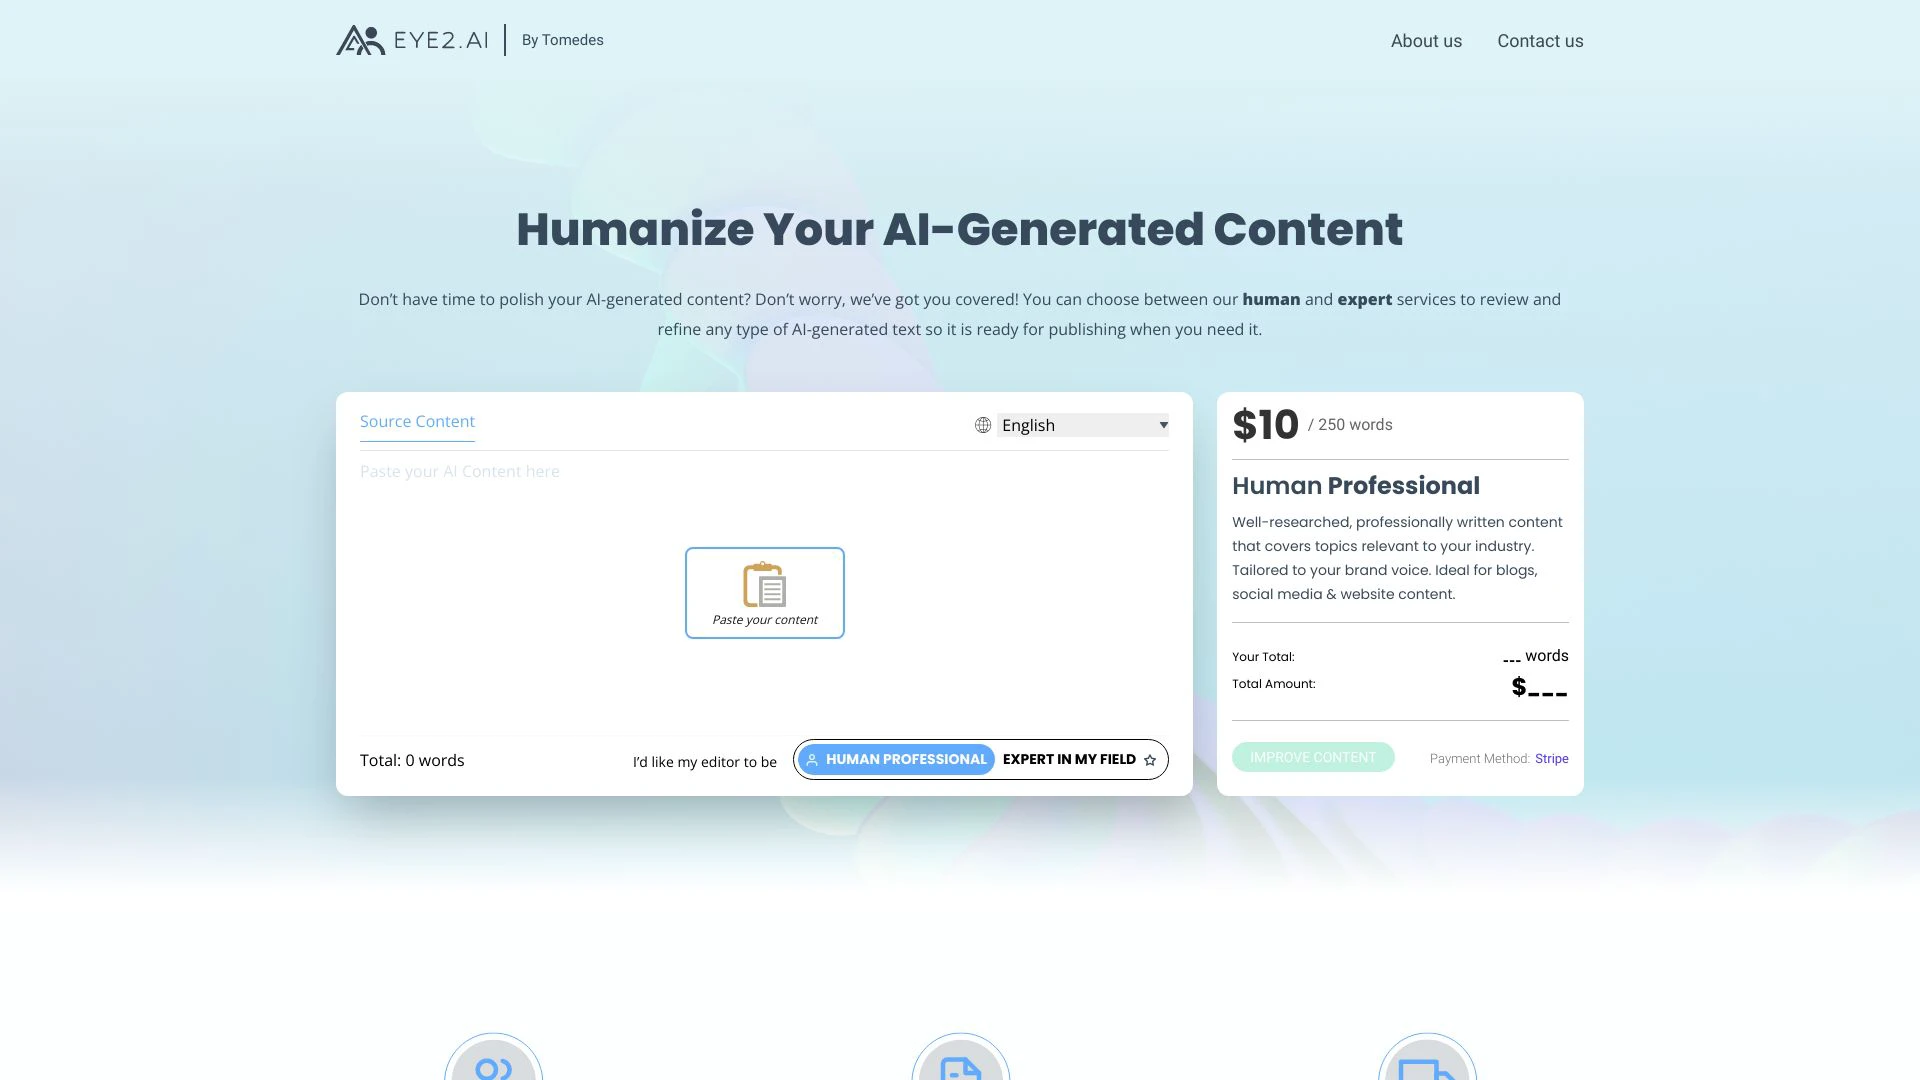 EYE2.AI
By Tomedes
About us
Contact us
Humanize Your AI-Generated Content
Don’t have time to polish your AI-generated content? Don’t worry, we’ve got you covered! You can choose between our human and expert services to review and
refine any type of AI-generated text so it is ready for publishing when you need it.
Source Content
English
Paste your AI Content here
Paste your content
Total: 0 words
I’d like my editor to be
HUMAN PROFESSIONAL
EXPERT IN MY FIELD
$10 / 250 words
Human Professional
Well-researched, professionally written content
that covers topics relevant to your industry.
Tailored to your brand voice. Ideal for blogs,
social media & website content.
Your Total: ___ words
Total Amount: $___
IMPROVE CONTENT
Payment Method: Stripe